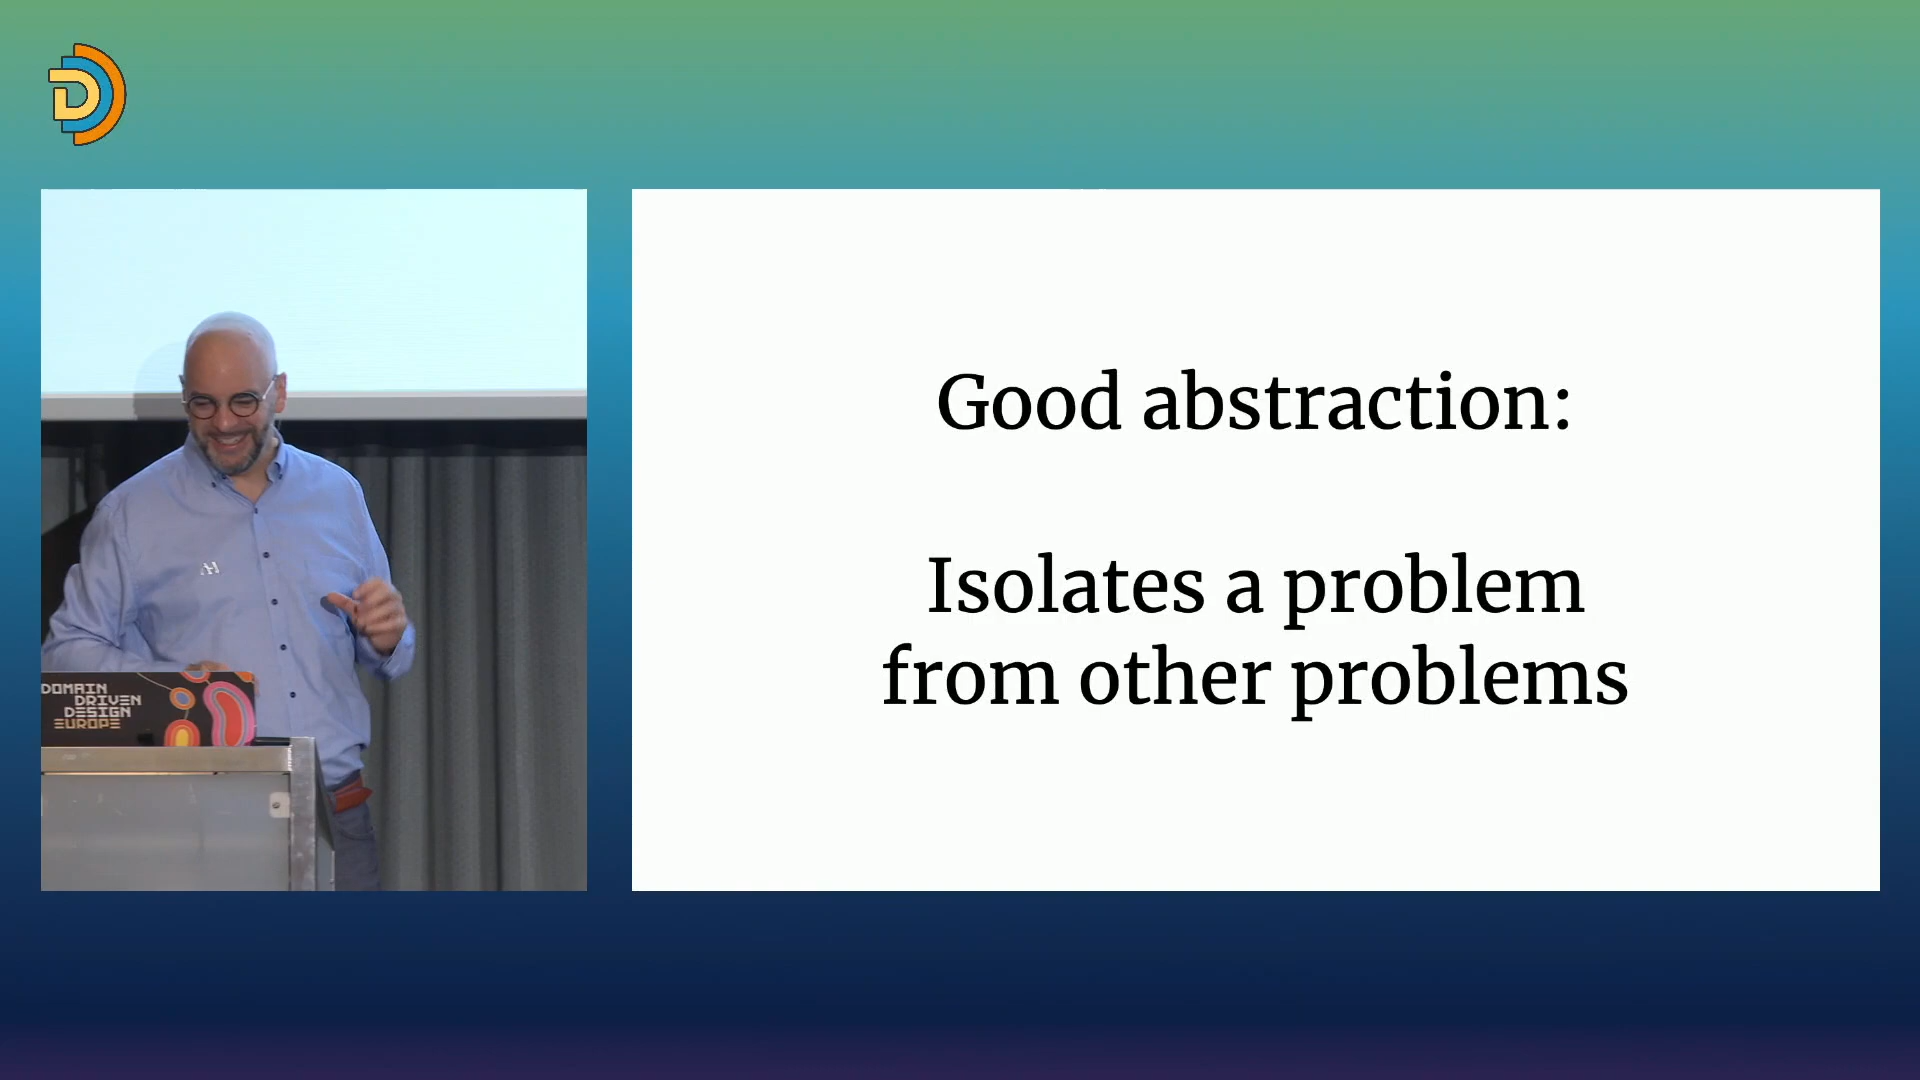 DOMAIN
DRIVEN
DESIGN
EUROPE
Good abstraction:
Isolates a problem
from other problems